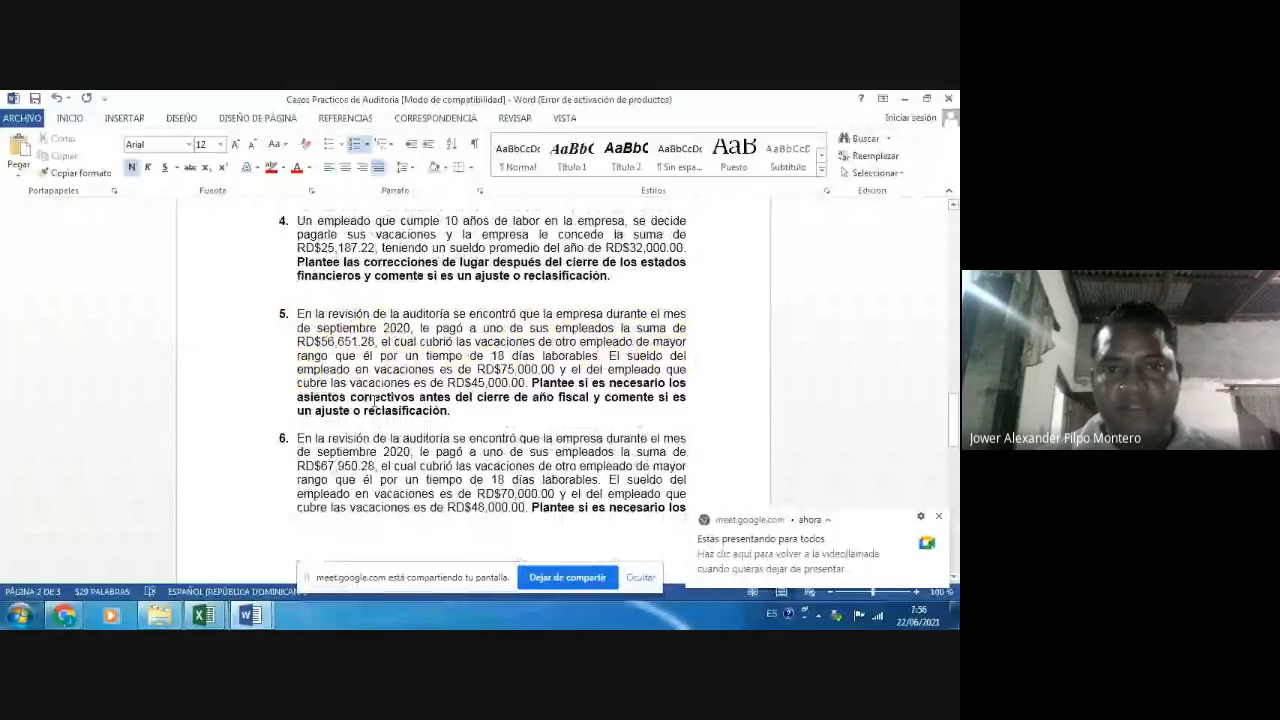 Casos Practicos de Auditoria [Modo de compatibilidad] - Word (Error de activación de productos)
ARCHIVO INICIO INSERTAR DISEÑO DISEÑO DE PÁGINA REFERENCIAS CORRESPONDENCIA REVISAR VISTA Iniciar sesión
Pegar
Copiar
Copiar formato
Portapapeles
Arial 12
N K S
Fuente
Párrafo
AaBbCcDc AaBbC AaBbC AaBbCcDc AaB AaBbCcDc
¶ Normal Título 1 Título 2 ¶ Sin espa... Puesto Subtítulo
Estilos
Buscar
Reemplazar
Seleccionar
Edición
4. Un empleado que cumple 10 años de labor en la empresa, se decide
pagarle sus vacaciones y la empresa le concede la suma de
RD$25,187.22, teniendo un sueldo promedio del año de RD$32,000.00.
Plantee las correcciones de lugar después del cierre de los estados
financieros y comente si es un ajuste o reclasificación.
5. En la revisión de la auditoría se encontró que la empresa durante el mes
de septiembre 2020, le pagó a uno de sus empleados la suma de
RD$56,651.28, el cual cubrió las vacaciones de otro empleado de mayor
rango que él por un tiempo de 18 días laborables. El sueldo del
empleado en vacaciones es de RD$75,000.00 y el del empleado que
cubre las vacaciones es de RD$45,000.00. Plantee si es necesario los
asientos correctivos antes del cierre de año fiscal y comente si es
un ajuste o reclasificación.
6. En la revisión de la auditoría se encontró que la empresa durante el mes
de septiembre 2020, le pagó a uno de sus empleados la suma de
RD$67,950.28, el cual cubrió las vacaciones de otro empleado de mayor
rango que él por un tiempo de 18 días laborables. El sueldo del
empleado en vacaciones es de RD$70,000.00 y el del empleado que
cubre las vacaciones es de RD$48,000.00. Plantee si es necesario los
meet.google.com • ahora
Estás presentando para todos
Haz clic aquí para volver a la videollamada
cuando quieras dejar de presentar.
meet.google.com está compartiendo tu pantalla.
Dejar de compartir
Ocultar
PÁGINA 2 DE 3 529 PALABRAS ESPAÑOL (REPÚBLICA DOMINICAN 100 %
ES
7:56
22/06/2021
Jower Alexander Filpo Montero